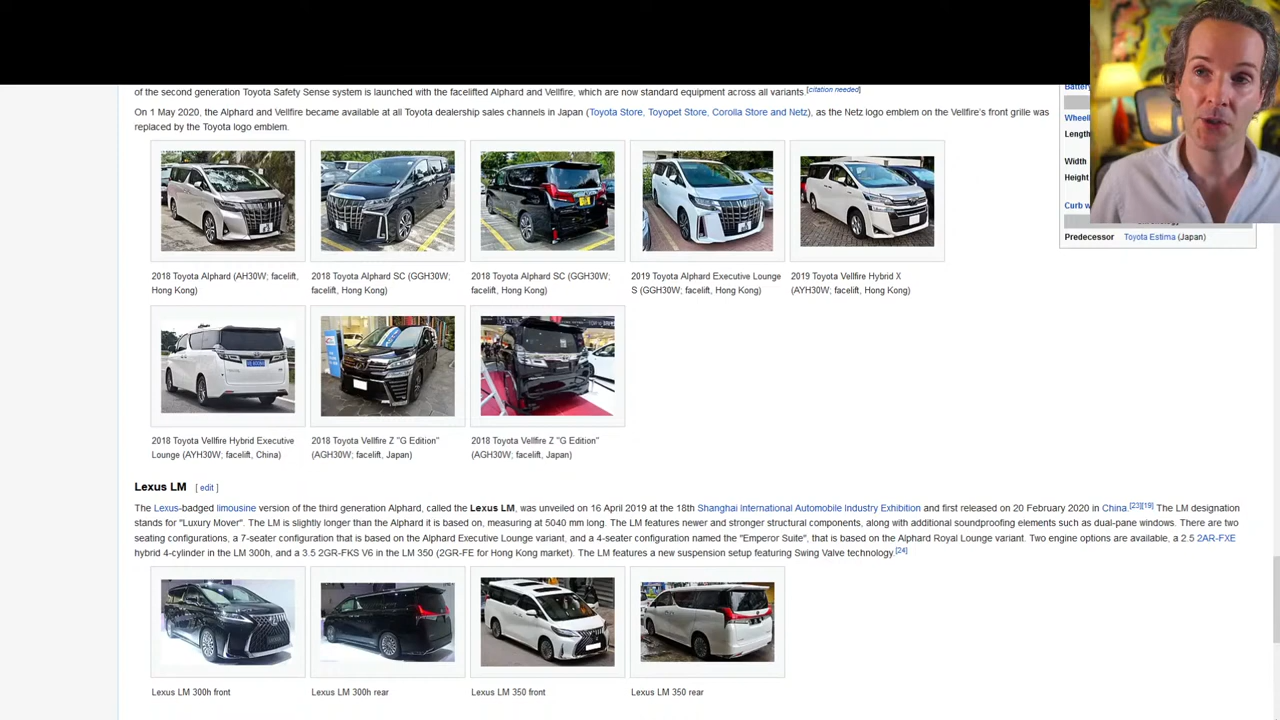 of the second generation Toyota Safety Sense system is launched with the facelifted Alphard and Vellfire, which are now standard equipment across all variants.[citation needed]
On 1 May 2020, the Alphard and Vellfire became available at all Toyota dealership sales channels in Japan (Toyota Store, Toyopet Store, Corolla Store and Netz), as the Netz logo emblem on the Vellfire's front grille was
replaced by the Toyota logo emblem.
Battery
Wheell
Length
Width
Height
Curb w
Predecessor Toyota Estima (Japan)
2018 Toyota Alphard (AH30W; facelift,
Hong Kong)
2018 Toyota Alphard SC (GGH30W;
facelift, Hong Kong)
2018 Toyota Alphard SC (GGH30W;
facelift, Hong Kong)
2019 Toyota Alphard Executive Lounge
S (GGH30W; facelift, Hong Kong)
2019 Toyota Vellfire Hybrid X
(AYH30W; facelift, Hong Kong)
2018 Toyota Vellfire Hybrid Executive
Lounge (AYH30W; facelift, China)
2018 Toyota Vellfire Z "G Edition"
(AGH30W; facelift, Japan)
2018 Toyota Vellfire Z "G Edition"
(AGH30W; facelift, Japan)
Lexus LM [ edit ]
The Lexus-badged limousine version of the third generation Alphard, called the Lexus LM, was unveiled on 16 April 2019 at the 18th Shanghai International Automobile Industry Exhibition and first released on 20 February 2020 in China.[23][19] The LM designation
stands for "Luxury Mover". The LM is slightly longer than the Alphard it is based on, measuring at 5040 mm long. The LM features newer and stronger structural components, along with additional soundproofing elements such as dual-pane windows. There are two
seating configurations, a 7-seater configuration that is based on the Alphard Executive Lounge variant, and a 4-seater configuration named the "Emperor Suite", that is based on the Alphard Royal Lounge variant. Two engine options are available, a 2.5 2AR-FXE
hybrid 4-cylinder in the LM 300h, and a 3.5 2GR-FKS V6 in the LM 350 (2GR-FE for Hong Kong market). The LM features a new suspension setup featuring Swing Valve technology.[24]
Lexus LM 300h front
Lexus LM 300h rear
Lexus LM 350 front
Lexus LM 350 rear